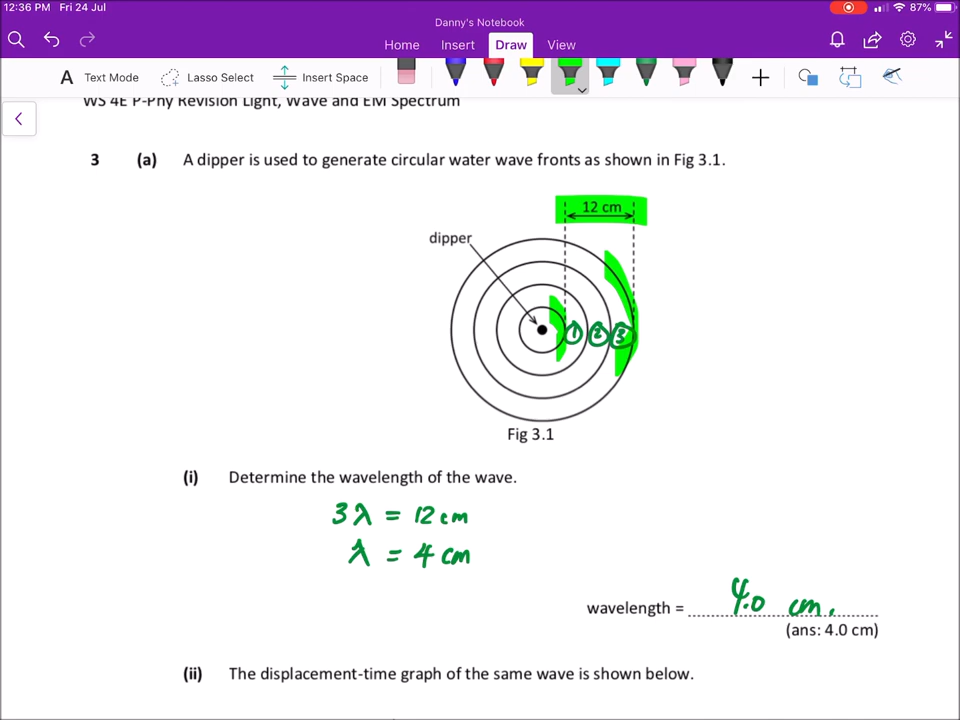 12:36 PM Fri 24 Jul
87%
Danny's Notebook
Home Insert Draw View
Text Mode Lasso Select Insert Space
WS 4E P-Phy Revision Light, Wave and EM Spectrum
3 (a) A dipper is used to generate circular water wave fronts as shown in Fig 3.1.
12 cm
dipper
1 2 3
Fig 3.1
(i) Determine the wavelength of the wave.
3λ = 12 cm
λ = 4 cm
wavelength = 4.0 cm.
(ans: 4.0 cm)
(ii) The displacement-time graph of the same wave is shown below.